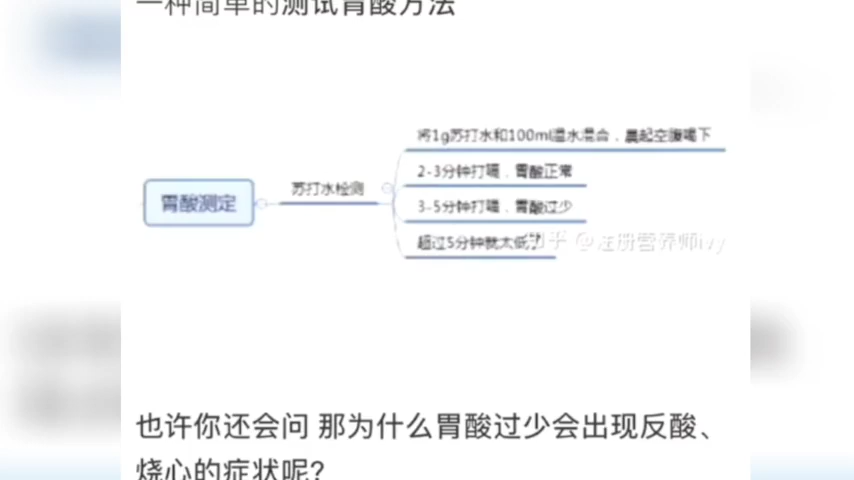 一种简单的测试胃酸方法
将1g苏打水和100ml温水混合，晨起空腹喝下
2-3分钟打嗝，胃酸正常
苏打水检测
胃酸测定
3-5分钟打嗝，胃酸过少
超过5分钟就太低了
知乎 @注册营养师Ivy
也许你还会问 那为什么胃酸过少会出现反酸、
烧心的症状呢?